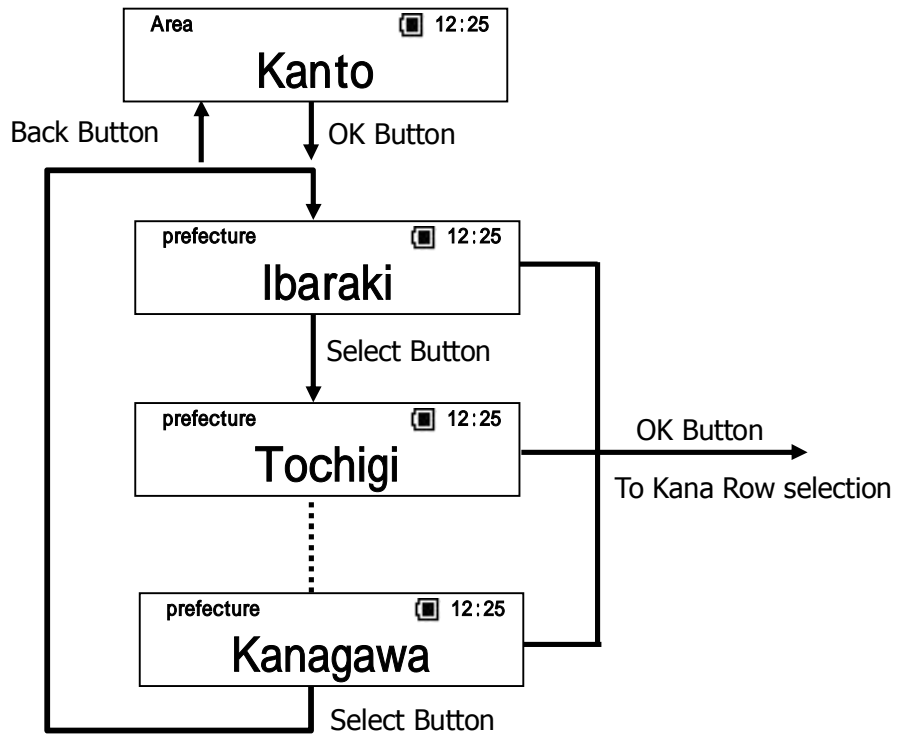 Area 12:25
Kanto
Back Button
OK Button
prefecture 12:25
Ibaraki
Select Button
prefecture 12:25
Tochigi
OK Button
To Kana Row selection
prefecture 12:25
Kanagawa
Select Button